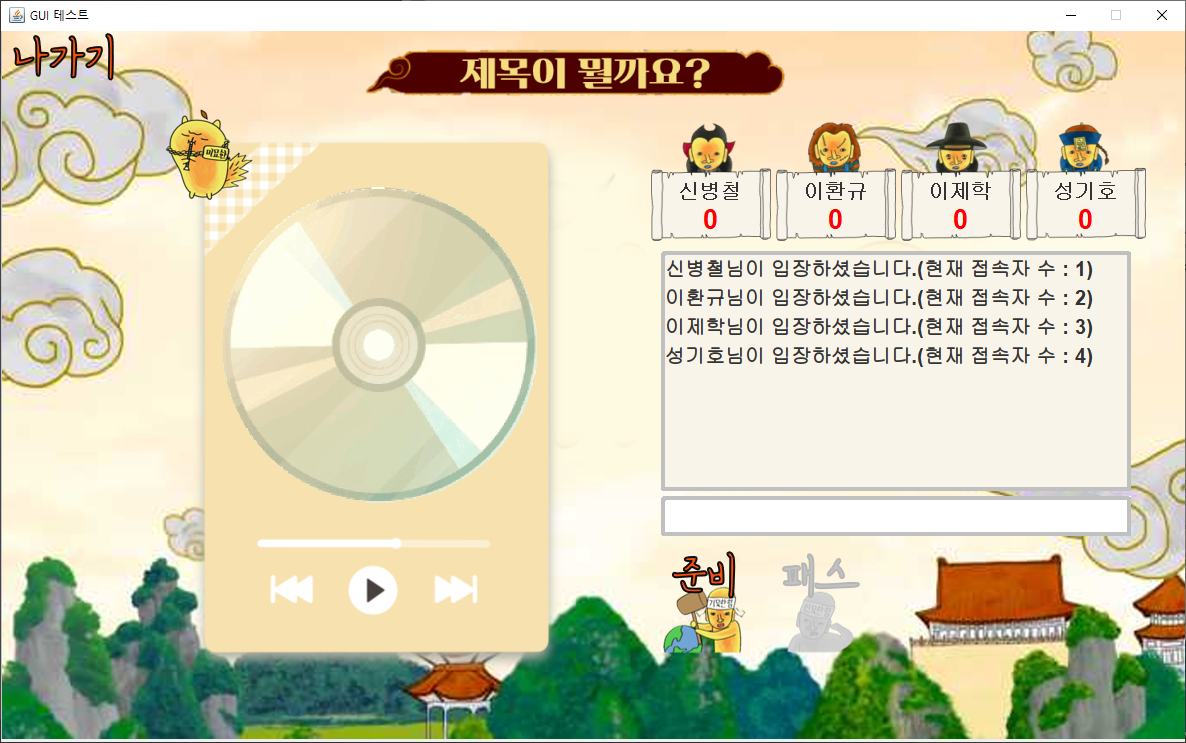 GUI 테스트
나가기
제목이 뭘까요?
신병철
0
이환규
0
이제학
0
성기호
0
신병철님이 입장하셨습니다.(현재 접속자 수 : 1)
이환규님이 입장하셨습니다.(현재 접속자 수 : 2)
이제학님이 입장하셨습니다.(현재 접속자 수 : 3)
성기호님이 입장하셨습니다.(현재 접속자 수 : 4)
준비
패스